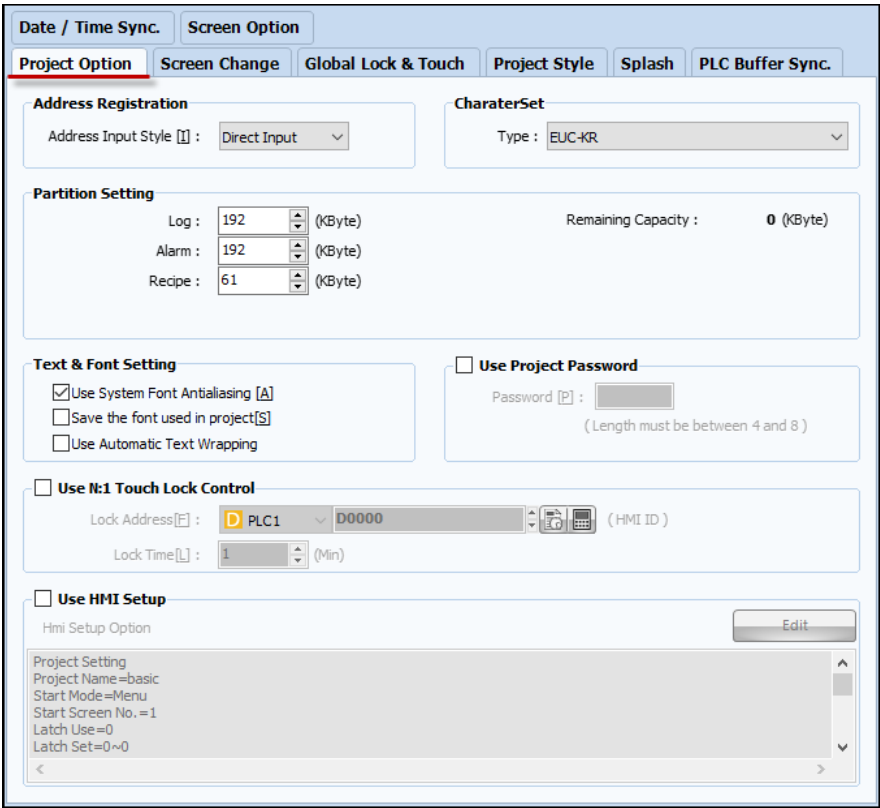 Date / Time Sync. Screen Option
Project Option Screen Change Global Lock & Touch Project Style Splash PLC Buffer Sync.
Address Registration
Address Input Style [I] : Direct Input
CharaterSet
Type : EUC-KR
Partition Setting
Log : 192 (KByte) Remaining Capacity : 0 (KByte)
Alarm : 192 (KByte)
Recipe : 61 (KByte)
Text & Font Setting
Use System Font Antialiasing [A]
Save the font used in project[S]
Use Automatic Text Wrapping
Use Project Password
Password [P] :
( Length must be between 4 and 8 )
Use N:1 Touch Lock Control
Lock Address[F] : D PLC1 D0000 ( HMI ID )
Lock Time[L] : 1 (Min)
Use HMI Setup
Hmi Setup Option Edit
Project Setting
Project Name=basic
Start Mode=Menu
Start Screen No.=1
Latch Use=0
Latch Set=0~0